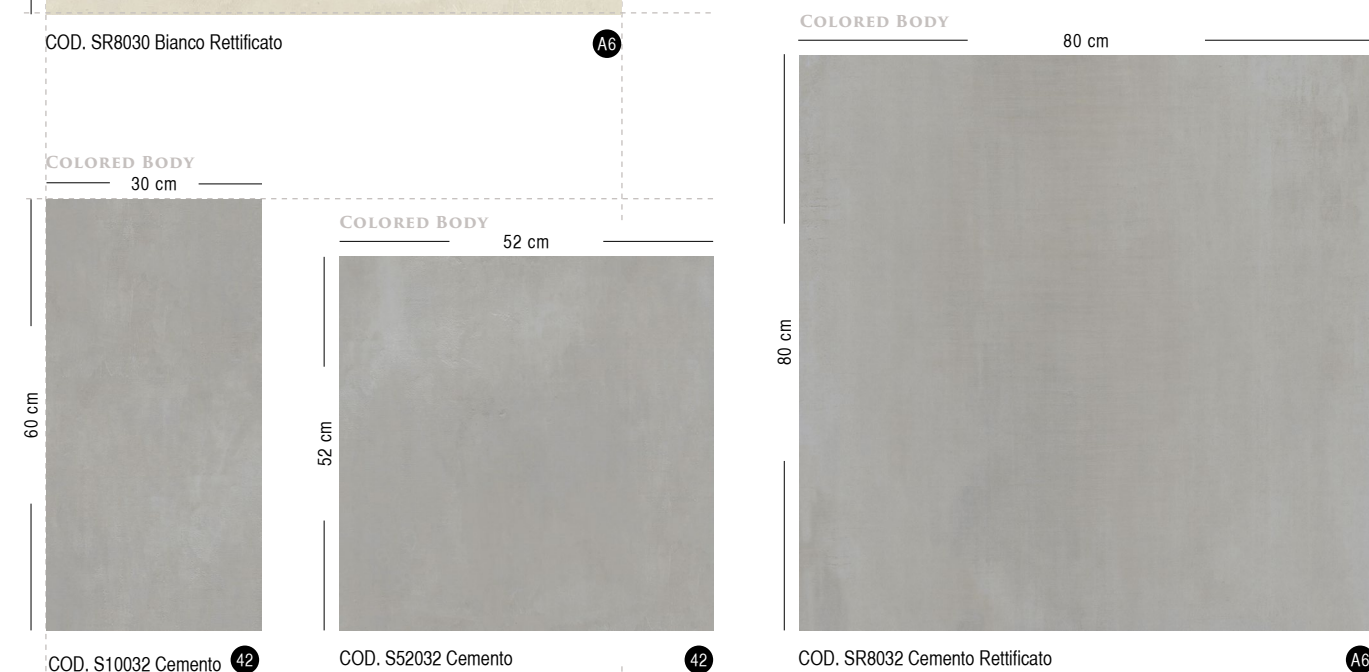 COD. SR8030 Bianco Rettificato A6
COLORED BODY
30 cm
60 cm
COD. S10032 Cemento 42
COLORED BODY
52 cm
52 cm
COD. S52032 Cemento 42
COLORED BODY
80 cm
80 cm
COD. SR8032 Cemento Rettificato A6